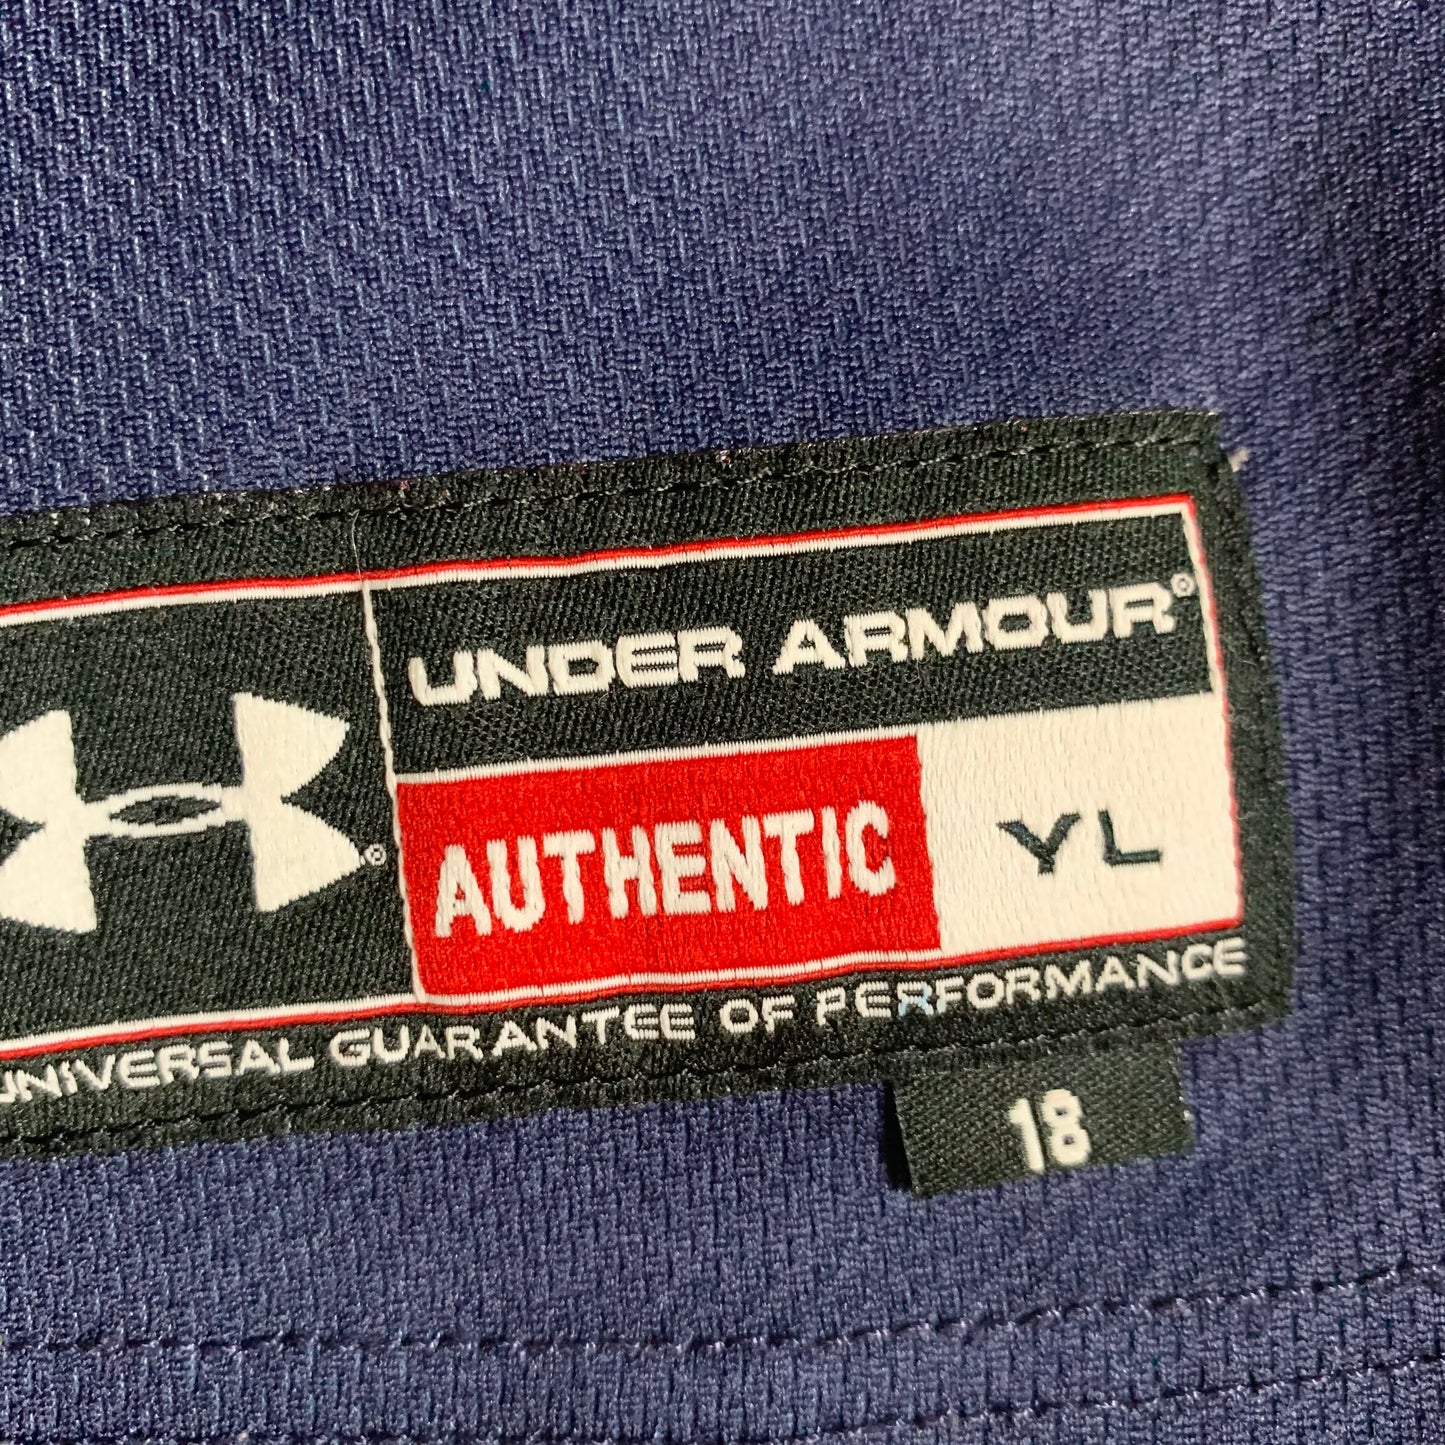 UNDER ARMOUR®
AUTHENTIC YL
®
UNIVERSAL GUARANTEE OF PERFORMANCE
18